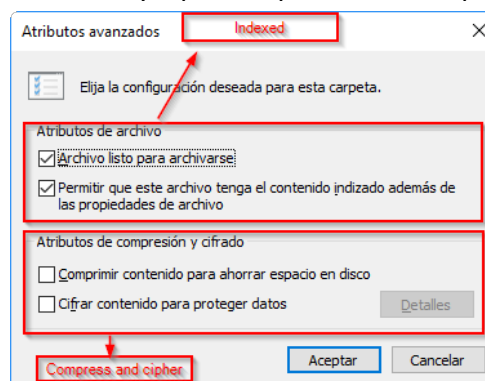 Atributos avanzados
Indexed
Elija la configuración deseada para esta carpeta.
Atributos de archivo
Archivo listo para archivarse
Permitir que este archivo tenga el contenido indizado además de
las propiedades de archivo
Atributos de compresión y cifrado
Comprimir contenido para ahorrar espacio en disco
Cifrar contenido para proteger datos
Detalles
Compress and cipher
Aceptar
Cancelar